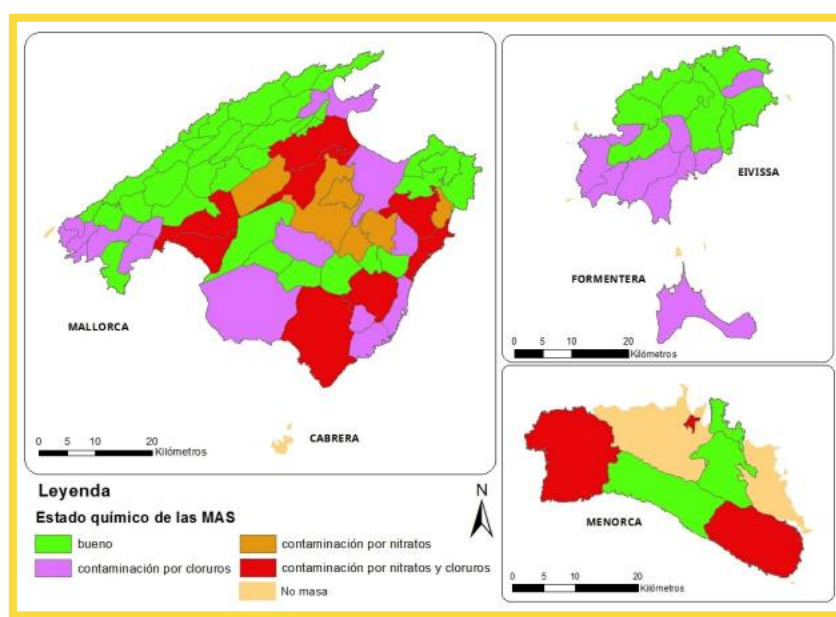 MALLORCA
CABRERA
0 5 10 20
Kilómetros
EIVISSA
FORMENTERA
0 5 10 20
Kilómetros
MENORCA
0 5 10 20
Kilómetros
Leyenda
N
Estado químico de las MAS
bueno
contaminación por cloruros
contaminación por nitratos
contaminación por nitratos y cloruros
No masa